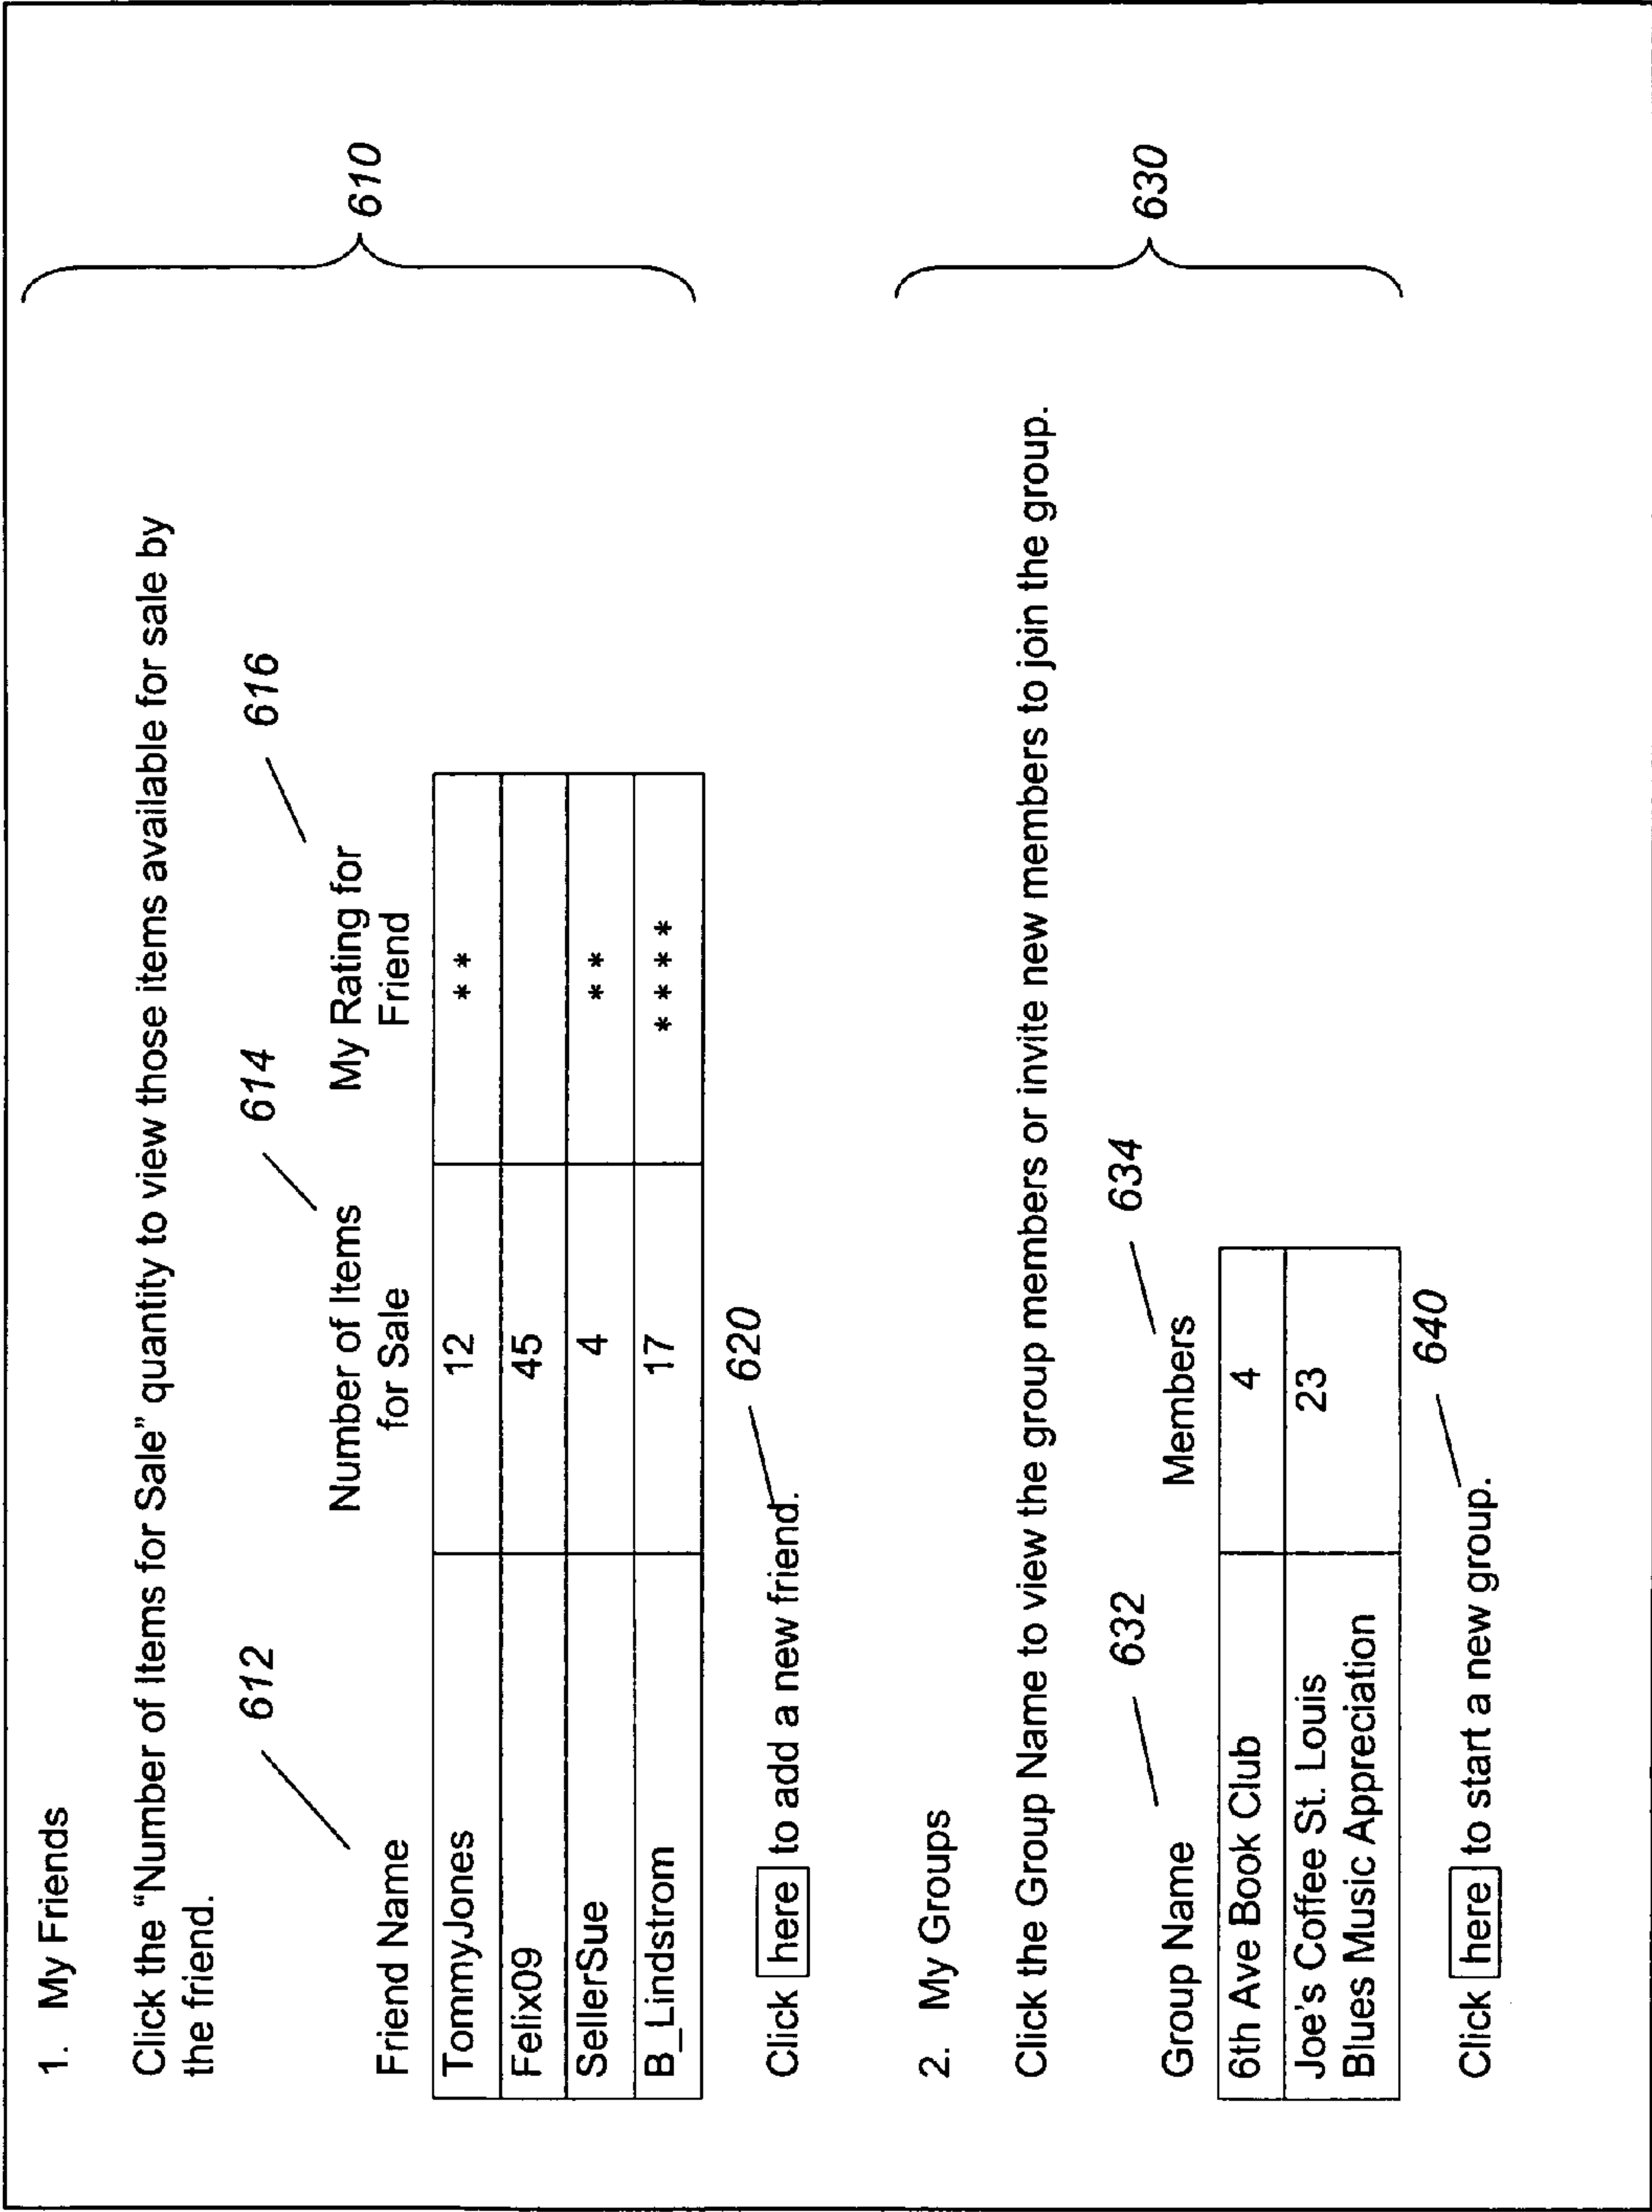 1. My Friends
Click the “Number of Items for Sale” quantity to view those items available for sale by
the friend.
610
612
614
616
Friend Name
Number of Items
for Sale
My Rating for
Friend
TommyJones 12 * *
Felix09 45
SellerSue 4 * *
B_Lindstrom 17 * * * *
620
Click here to add a new friend.
2. My Groups
Click the Group Name to view the group members or invite new members to join the group.
630
632
634
Group Name Members
6th Ave Book Club 4
Joe's Coffee St. Louis 23
Blues Music Appreciation
640
Click here to start a new group.